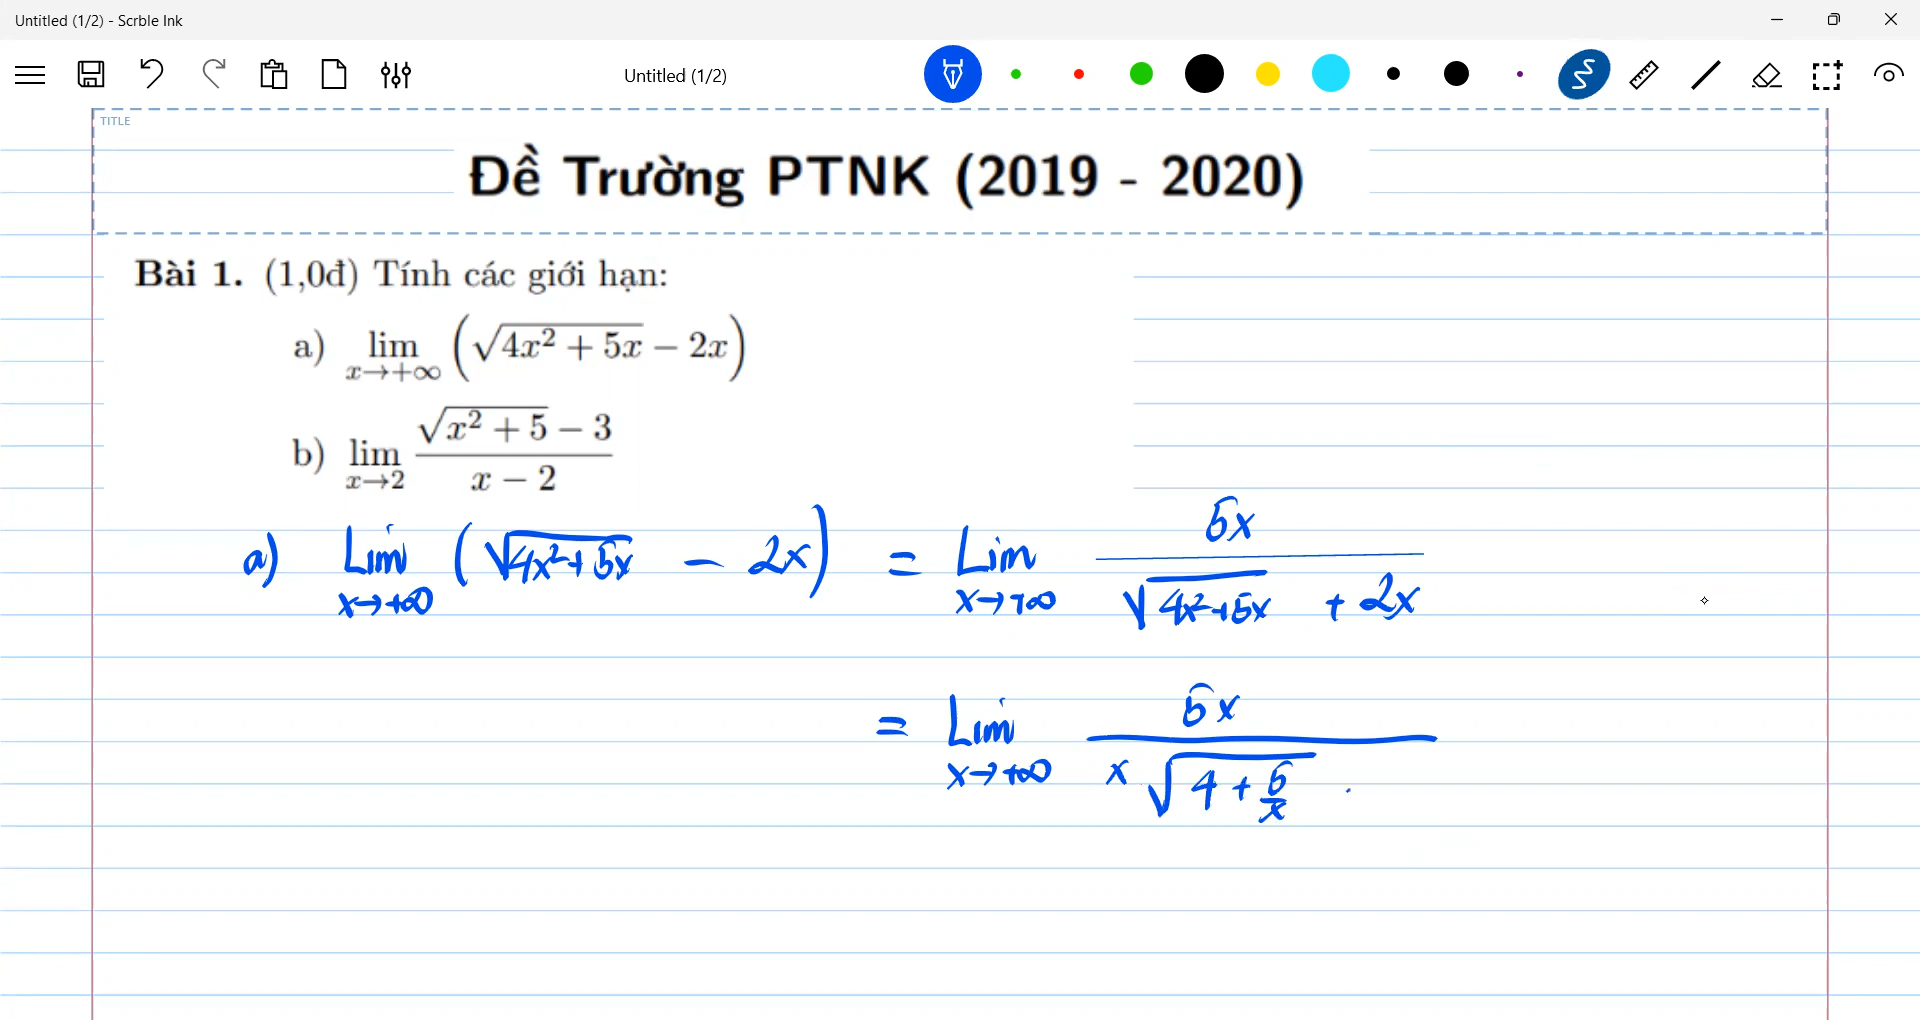 Untitled (1/2) - Scrble Ink
Untitled (1/2)
TITLE
Đề Trường PTNK (2019 - 2020)
Bài 1. (1,0đ) Tính các giới hạn:
a) lim x→+∞ (√(4x² + 5x) − 2x)
b) lim x→2 (√(x² + 5) − 3)/(x − 2)
a) Lim x→+∞ (√(4x²+5x) − 2x) = Lim x→+∞ 5x/(√(4x²+5x) + 2x)
= Lim x→+∞ 5x/(x √(4 + 5/x) .